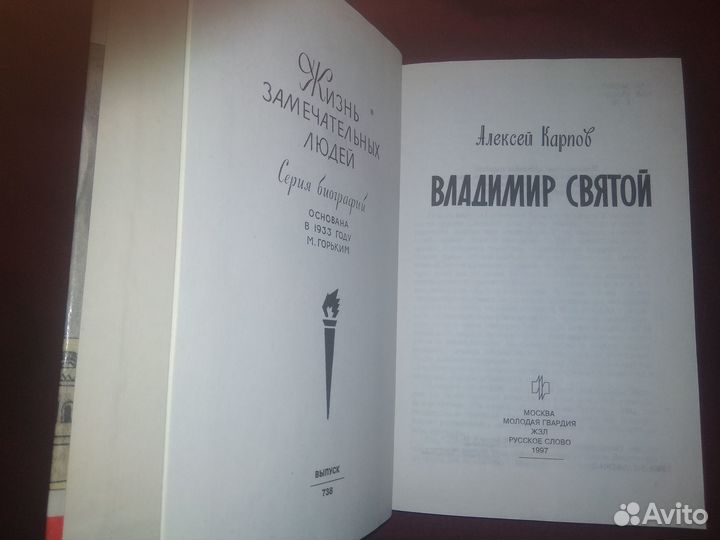 Жизнь
ЗАМЕЧАТЕЛЬНЫХ
ЛЮДЕЙ
Серия биографий
ОСНОВАНА
В 1933 ГОДУ
М. ГОРЬКИМ
ВЫПУСК
738
Алексей Карпов
ВЛАДИМИР СВЯТОЙ
МОСКВА
МОЛОДАЯ ГВАРДИЯ
ЖЗЛ
РУССКОЕ СЛОВО
1997
Avito